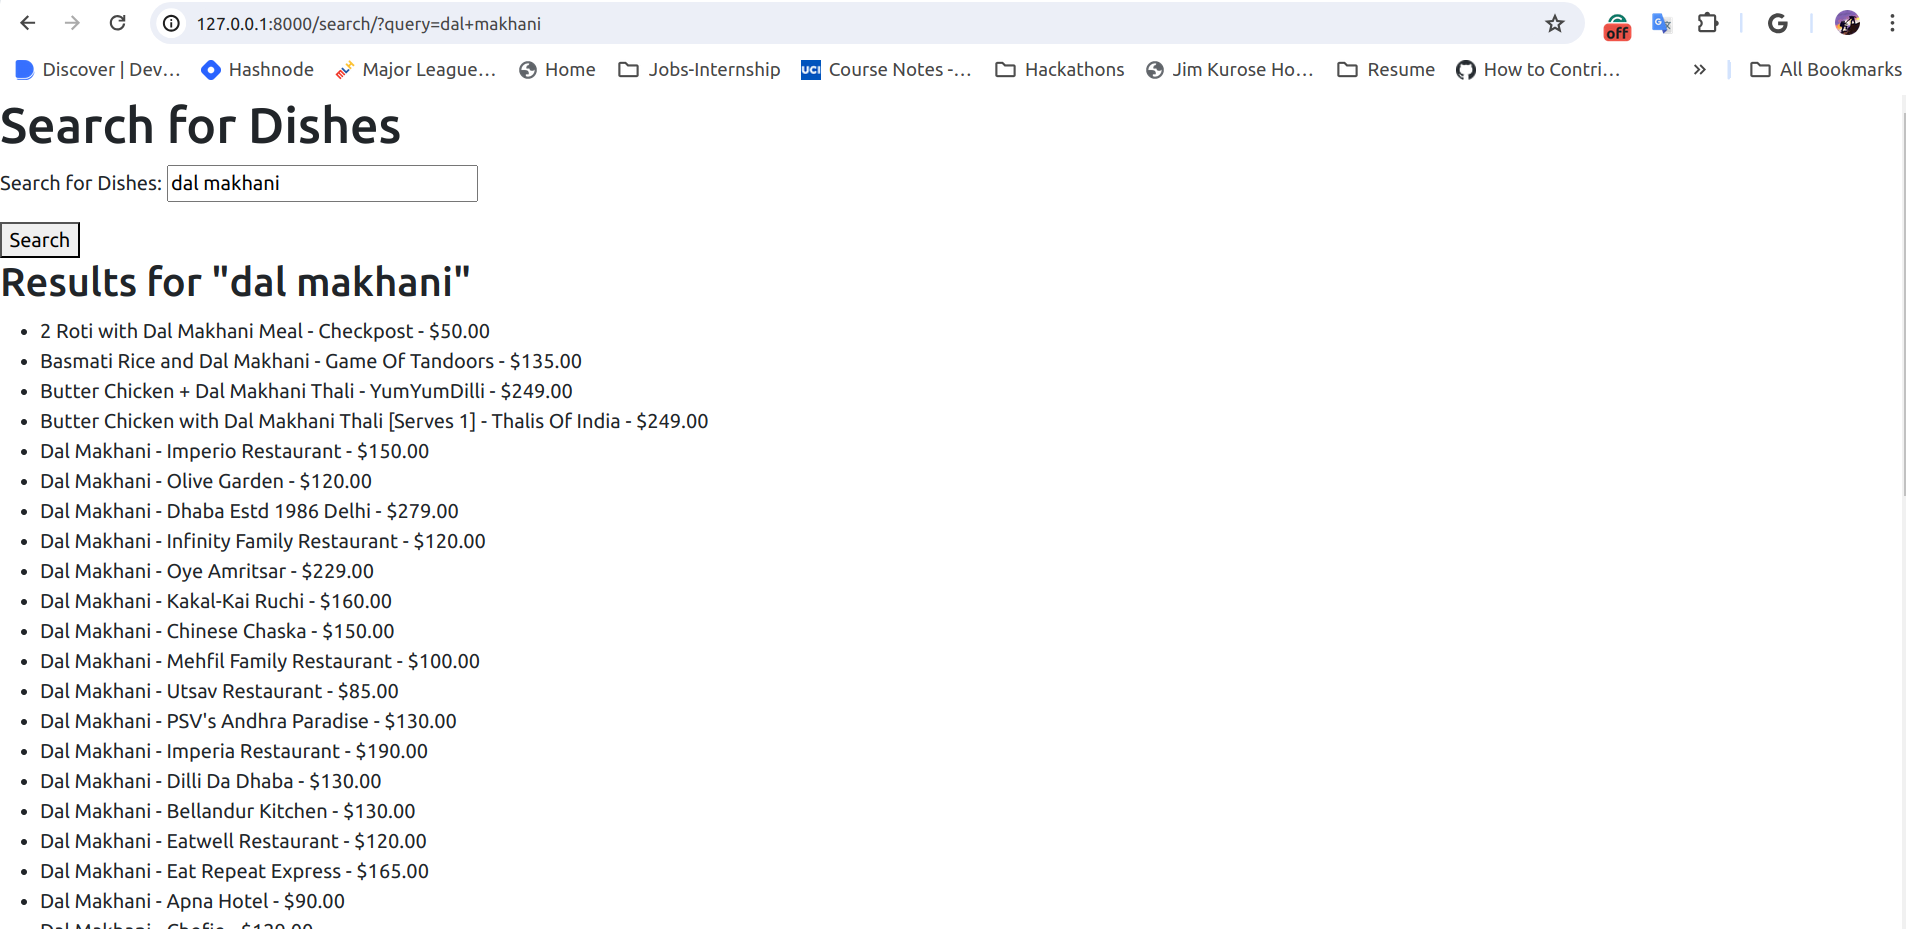 127.0.0.1:8000/search/?query=dal+makhani
off
Discover | Dev... Hashnode Major League... Home Jobs-Internship UCI Course Notes -... Hackathons Jim Kurose Ho... Resume How to Contri... » All Bookmarks
Search for Dishes
Search for Dishes: dal makhani
Search
Results for "dal makhani"
• 2 Roti with Dal Makhani Meal - Checkpost - $50.00
• Basmati Rice and Dal Makhani - Game Of Tandoors - $135.00
• Butter Chicken + Dal Makhani Thali - YumYumDilli - $249.00
• Butter Chicken with Dal Makhani Thali [Serves 1] - Thalis Of India - $249.00
• Dal Makhani - Imperio Restaurant - $150.00
• Dal Makhani - Olive Garden - $120.00
• Dal Makhani - Dhaba Estd 1986 Delhi - $279.00
• Dal Makhani - Infinity Family Restaurant - $120.00
• Dal Makhani - Oye Amritsar - $229.00
• Dal Makhani - Kakal-Kai Ruchi - $160.00
• Dal Makhani - Chinese Chaska - $150.00
• Dal Makhani - Mehfil Family Restaurant - $100.00
• Dal Makhani - Utsav Restaurant - $85.00
• Dal Makhani - PSV's Andhra Paradise - $130.00
• Dal Makhani - Imperia Restaurant - $190.00
• Dal Makhani - Dilli Da Dhaba - $130.00
• Dal Makhani - Bellandur Kitchen - $130.00
• Dal Makhani - Eatwell Restaurant - $120.00
• Dal Makhani - Eat Repeat Express - $165.00
• Dal Makhani - Apna Hotel - $90.00
Dal Makhani -